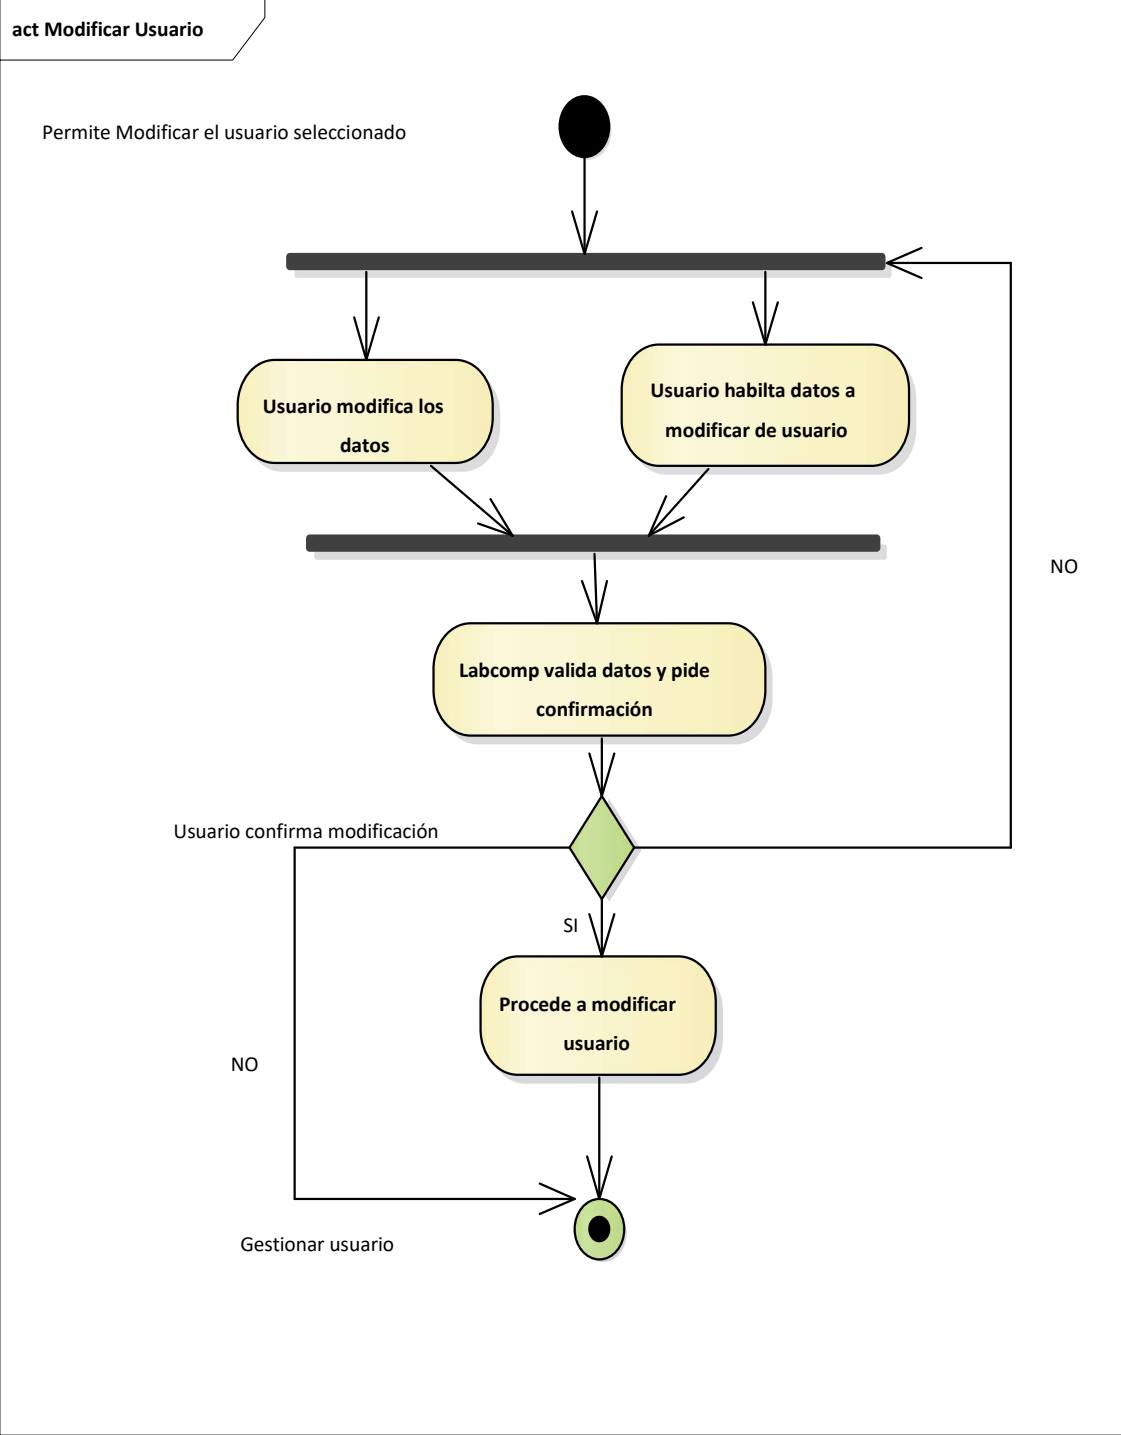 act Modificar Usuario
Permite Modificar el usuario seleccionado
Usuario modifica los
datos
Usuario habilta datos a
modificar de usuario
NO
Labcomp valida datos y pide
confirmación
Usuario confirma modificación
SI
Procede a modificar
usuario
NO
Gestionar usuario